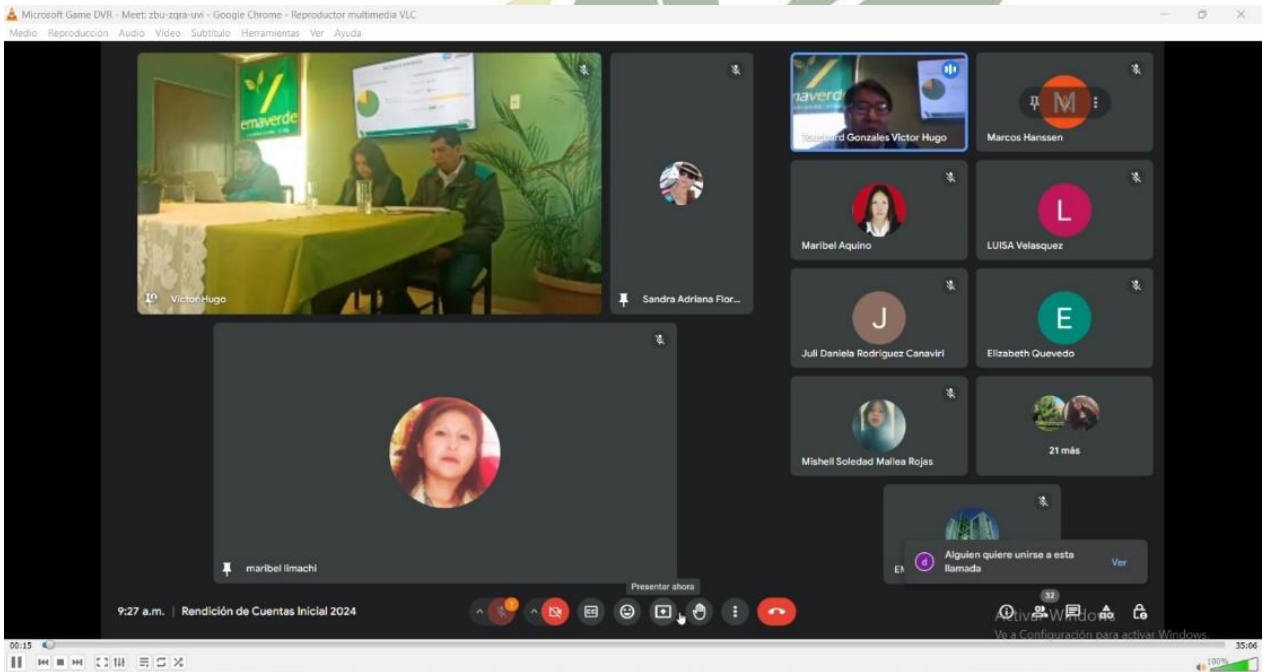 Microsoft Game DVR - Meet: zbu-zqra-uvi - Google Chrome - Reproductor multimedia VLC
Medio Reproducción Audio Video Subtítulo Herramientas Ver Ayuda
emaverde
Victor Hugo
Sandra Adriana Flor...
maribel limachi
naverd
Gonzales Victor Hugo
M
Marcos Hanssen
Maribel Aquino
L
LUISA Velasquez
J
Juli Daniela Rodriguez Canaviri
E
Elizabeth Quevedo
Mishell Soledad Mallea Rojas
21 más
d
Alguien quiere unirse a esta
llamada
Ver
Presentar ahora
9:27 a.m. | Rendición de Cuentas Inicial 2024
32
Activar Windows
Ve a Configuración para activar Windows.
00:15
35:06
100%